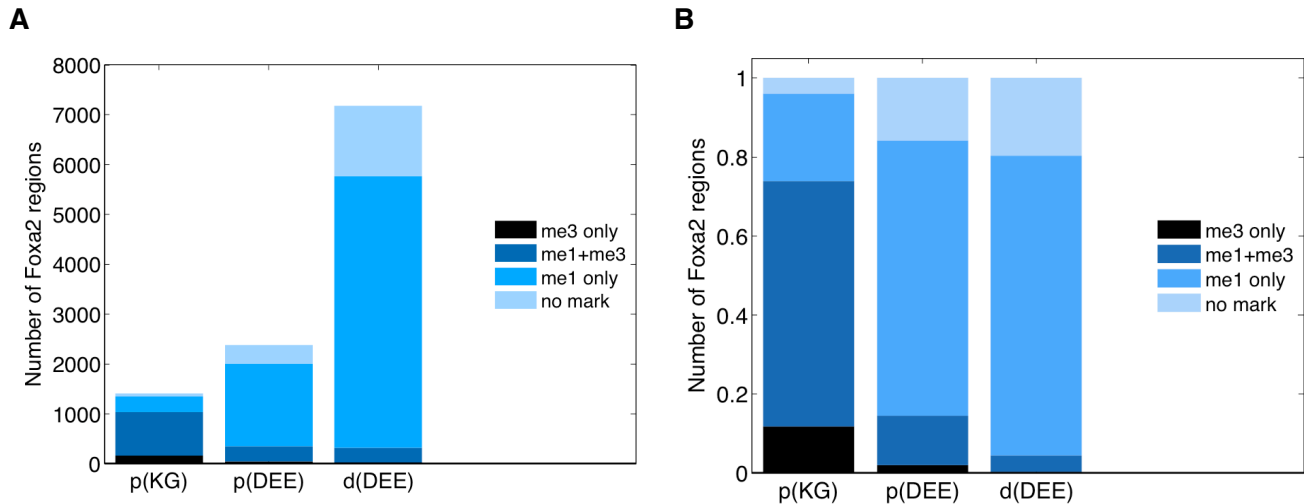 A
Number of Foxa2 regions
8000
7000
6000
5000
4000
3000
2000
1000
0
p(KG) p(DEE) d(DEE)
me3 only
me1+me3
me1 only
no mark
B
Number of Foxa2 regions
1
0.8
0.6
0.4
0.2
0
p(KG) p(DEE) d(DEE)
me3 only
me1+me3
me1 only
no mark